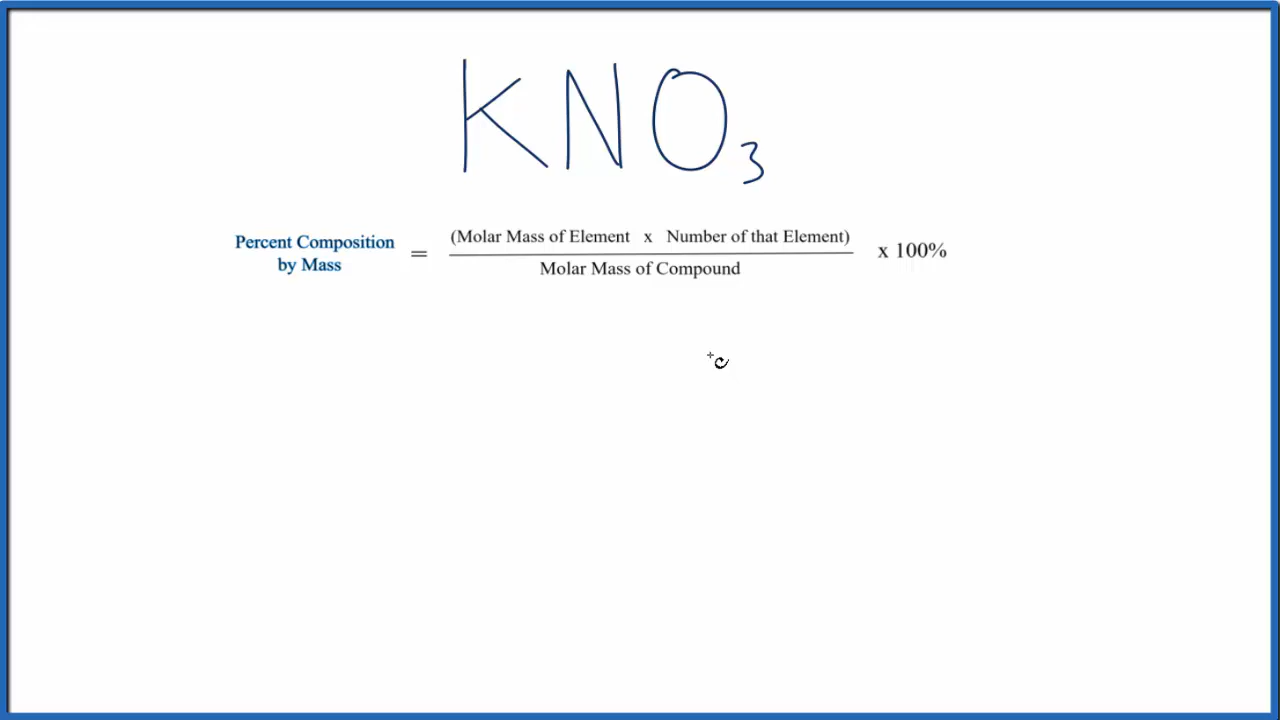 KNO₃
Percent Composition by Mass = (Molar Mass of Element x Number of that Element) x 100%
Molar Mass of Compound